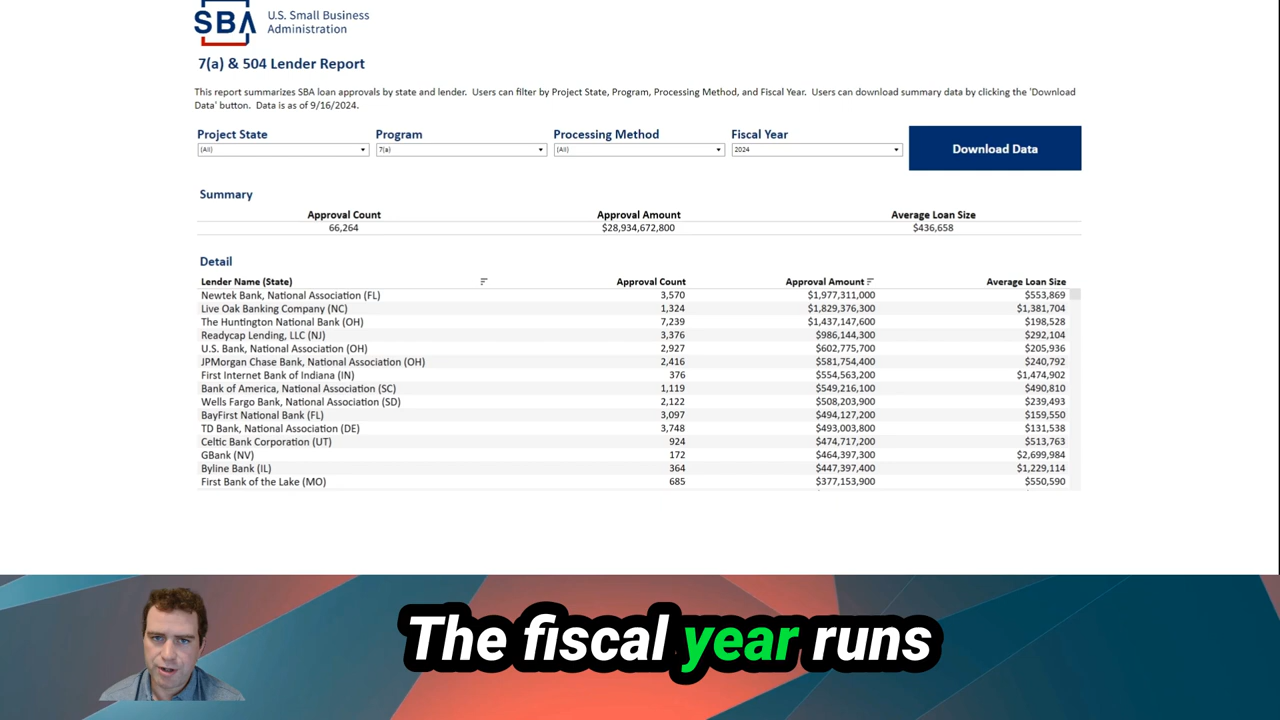 SBA
U.S. Small Business
Administration
7(a) & 504 Lender Report
This report summarizes SBA loan approvals by state and lender. Users can filter by Project State, Program, Processing Method, and Fiscal Year. Users can download summary data by clicking the 'Download
Data' button. Data is as of 9/16/2024.
Project State Program Processing Method Fiscal Year
(All) 7(a) (All) 2024
Download Data
Summary
Approval Count Approval Amount Average Loan Size
66,264 $28,934,672,800 $436,658
Detail
Lender Name (State) Approval Count Approval Amount Average Loan Size
Newtek Bank, National Association (FL) 3,570 $1,977,311,000 $553,869
Live Oak Banking Company (NC) 1,324 $1,829,376,300 $1,381,704
The Huntington National Bank (OH) 7,239 $1,437,147,600 $198,528
Readycap Lending, LLC (NJ) 3,376 $986,144,300 $292,104
U.S. Bank, National Association (OH) 2,927 $602,775,700 $205,936
JPMorgan Chase Bank, National Association (OH) 2,416 $581,754,400 $240,792
First Internet Bank of Indiana (IN) 376 $554,563,200 $1,474,902
Bank of America, National Association (SC) 1,119 $549,216,100 $490,810
Wells Fargo Bank, National Association (SD) 2,122 $508,203,900 $239,493
BayFirst National Bank (FL) 3,097 $494,127,200 $159,550
TD Bank, National Association (DE) 3,748 $493,003,800 $131,538
Celtic Bank Corporation (UT) 924 $474,717,200 $513,763
GBank (NV) 172 $464,397,300 $2,699,984
Byline Bank (IL) 364 $447,397,400 $1,229,114
First Bank of the Lake (MO) 685 $377,153,900 $550,590
The fiscal year runs